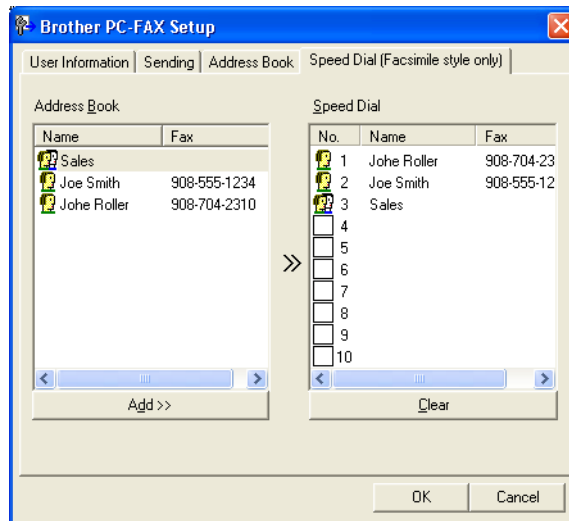 Brother PC-FAX Setup
User Information Sending Address Book Speed Dial (Facsimile style only)
Address Book
Name Fax
Sales
Joe Smith 908-555-1234
Johe Roller 908-704-2310
Add >>
Speed Dial
No. Name Fax
1 Johe Roller 908-704-23
2 Joe Smith 908-555-12
3 Sales
4
5
6
7
8
9
10
Clear
OK Cancel